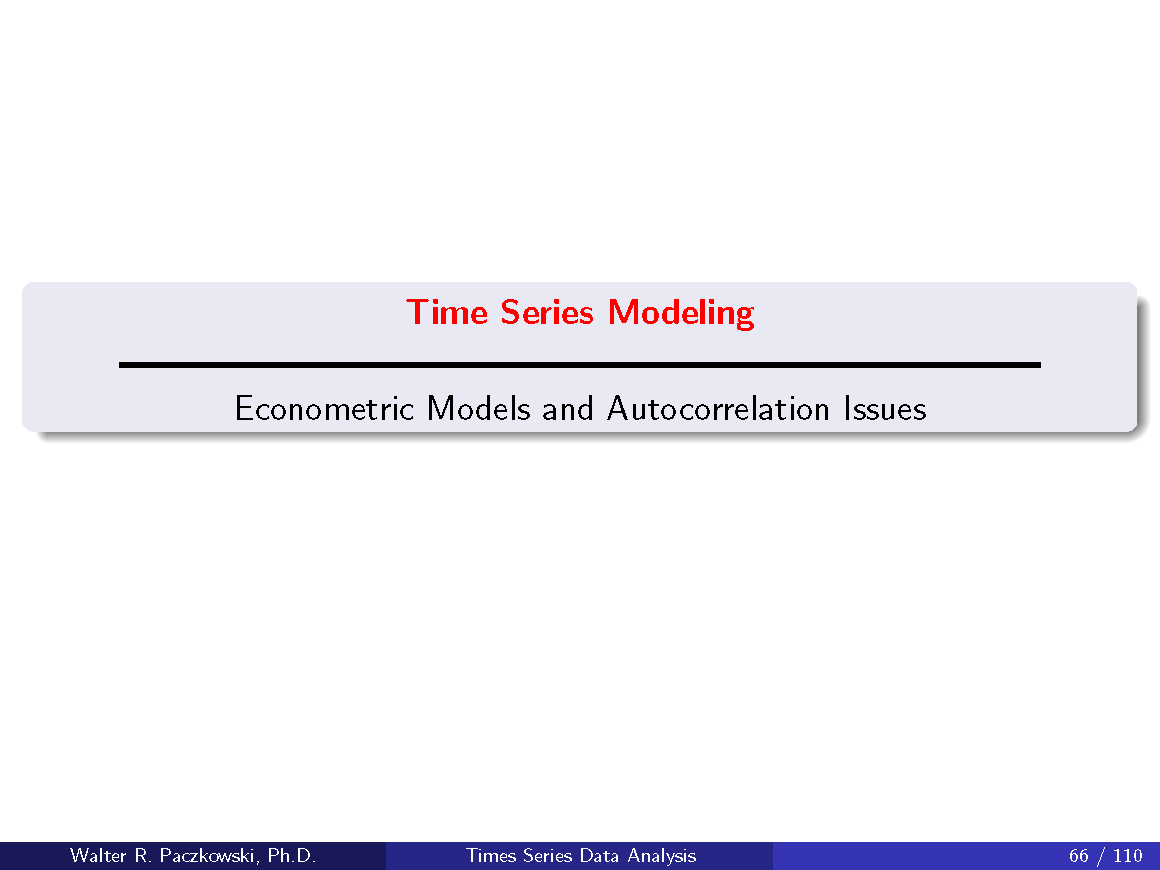 Time Series Modeling
Econometric Models and Autocorrelation Issues
Walter R. Paczkowski, Ph.D.
Times Series Data Analysis
66 / 110